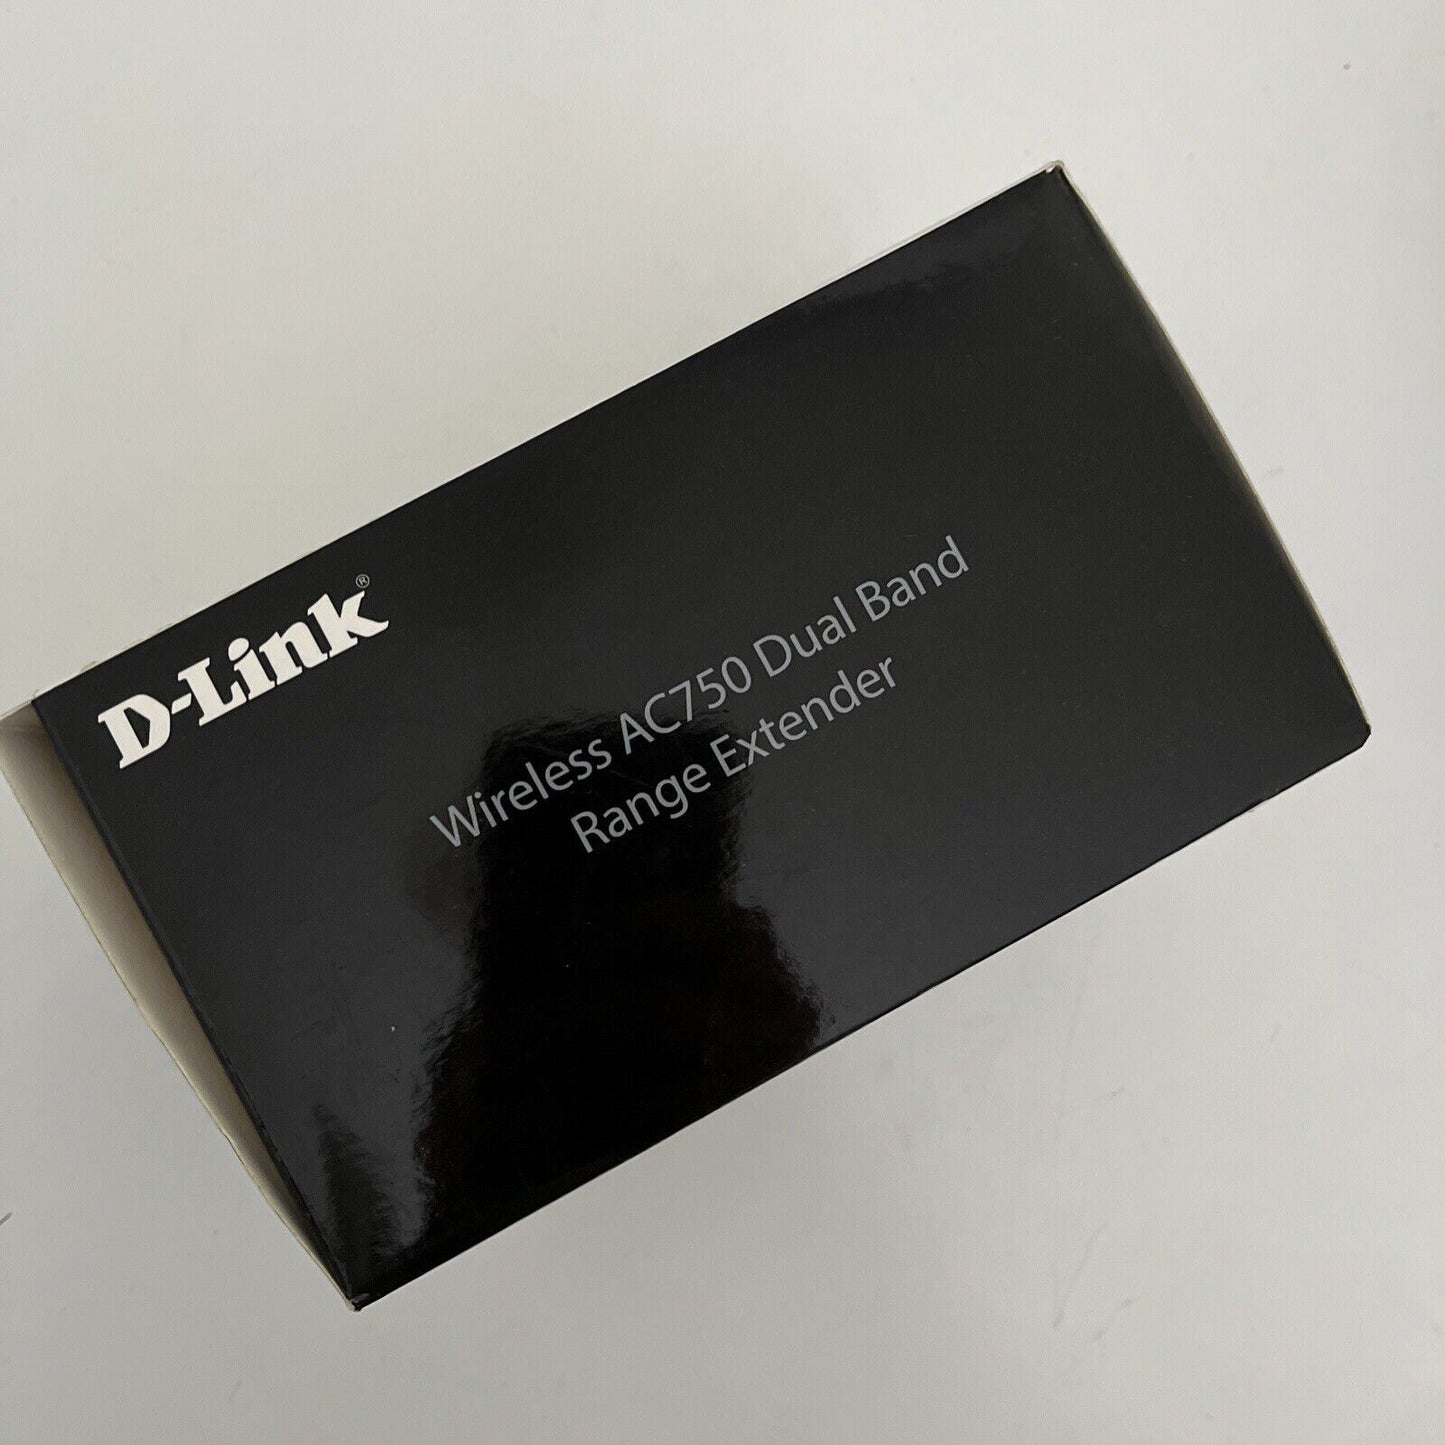 D-Link®
Wireless AC750 Dual Band
Range Extender